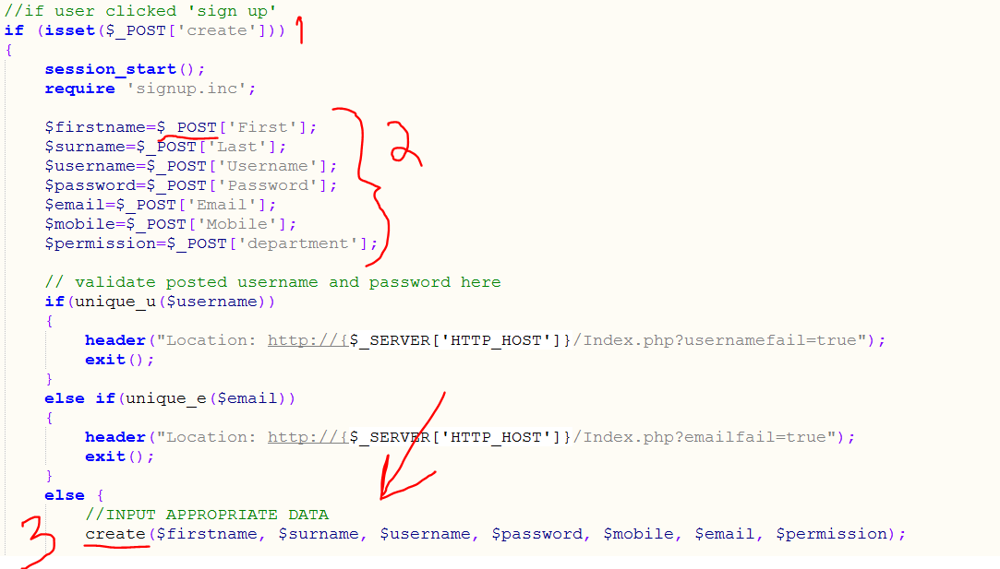 //if user clicked 'sign up'
if (isset($_POST['create'])) 1
{
session_start();
require 'signup.inc';
$firstname=$_POST['First'];
$surname=$_POST['Last']; 2
$username=$_POST['Username'];
$password=$_POST['Password'];
$email=$_POST['Email'];
$mobile=$_POST['Mobile'];
$permission=$_POST['department'];
// validate posted username and password here
if(unique_u($username))
{
header("Location: http://{$_SERVER['HTTP_HOST']}/Index.php?usernamefail=true");
exit();
}
else if(unique_e($email))
{
header("Location: http://{$_SERVER['HTTP_HOST']}/Index.php?emailfail=true");
exit();
}
else {
//INPUT APPROPRIATE DATA
3 create($firstname, $surname, $username, $password, $mobile, $email, $permission);